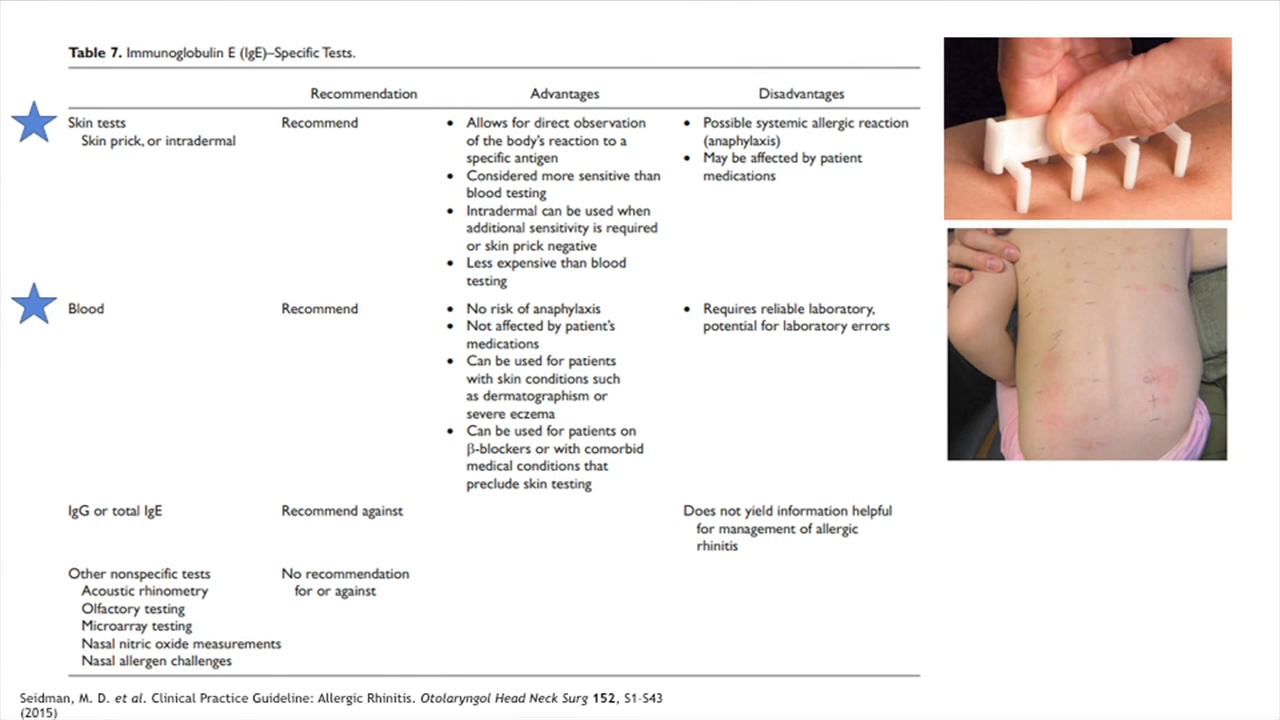 Table 7. Immunoglobulin E (IgE)–Specific Tests.
Recommendation Advantages Disadvantages
Skin tests
Skin prick, or intradermal
Recommend
• Allows for direct observation
of the body's reaction to a
specific antigen
• Considered more sensitive than
blood testing
• Intradermal can be used when
additional sensitivity is required
or skin prick negative
• Less expensive than blood
testing
• Possible systemic allergic reaction
(anaphylaxis)
• May be affected by patient
medications
Blood
Recommend
• No risk of anaphylaxis
• Not affected by patient's
medications
• Can be used for patients
with skin conditions such
as dermatographism or
severe eczema
• Can be used for patients on
β-blockers or with comorbid
medical conditions that
preclude skin testing
• Requires reliable laboratory,
potential for laboratory errors
IgG or total IgE
Recommend against
Does not yield information helpful
for management of allergic
rhinitis
Other nonspecific tests
Acoustic rhinometry
Olfactory testing
Microarray testing
Nasal nitric oxide measurements
Nasal allergen challenges
No recommendation
for or against
Seidman, M. D. et al. Clinical Practice Guideline: Allergic Rhinitis. Otolaryngol Head Neck Surg 152, S1-S43
(2015)